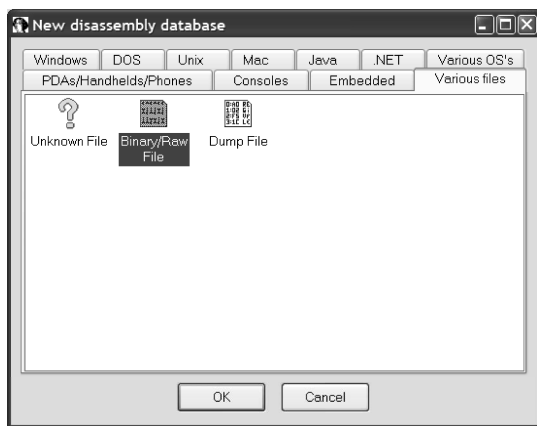 New disassembly database
Windows DOS Unix Mac Java .NET Various OS's
PDAs/Handhelds/Phones Consoles Embedded Various files
Unknown File Binary/Raw File Dump File
OK Cancel